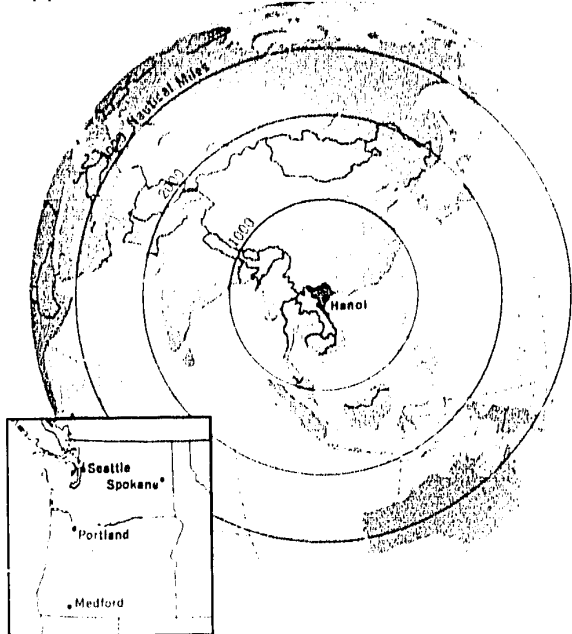 Nautical Miles
2000
1000
Hanoi
Seattle
Spokane
Portland
Medford